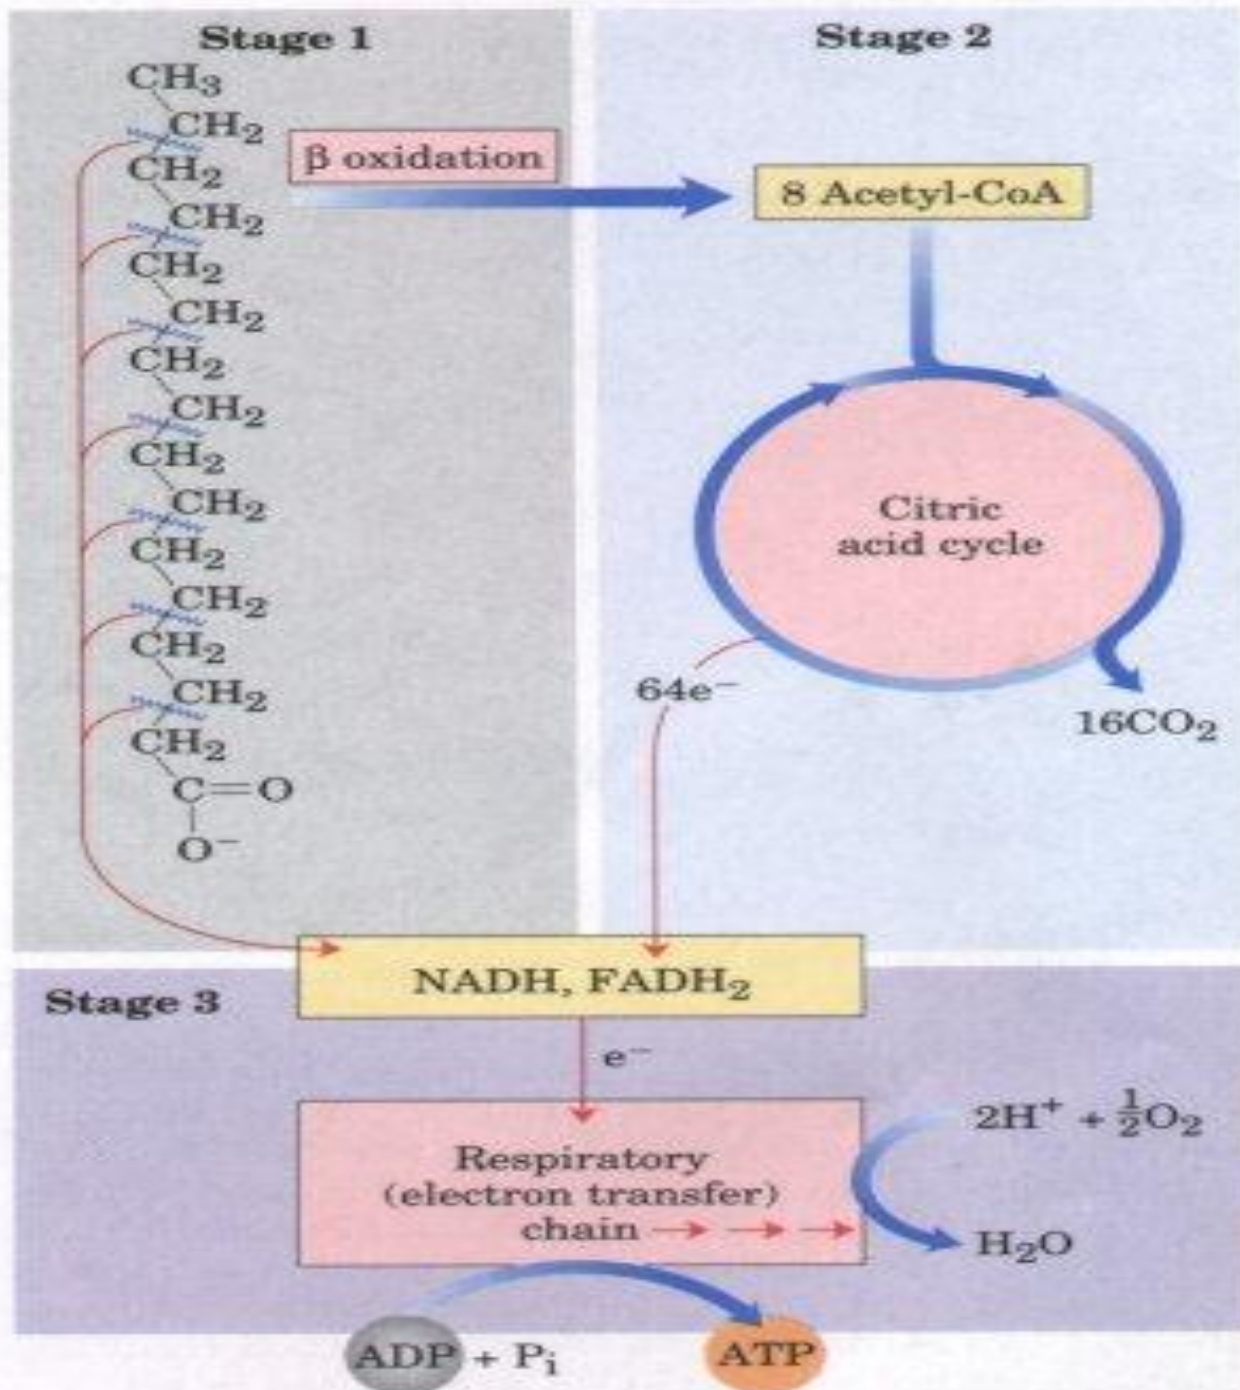 Stage 1
CH₃
CH₂
CH₂
CH₂
CH₂
CH₂
CH₂
CH₂
CH₂
CH₂
CH₂
CH₂
CH₂
CH₂
CH₂
C=O
O⁻
β oxidation
Stage 2
8 Acetyl-CoA
Citric
acid cycle
64e⁻
16CO₂
NADH, FADH₂
Stage 3
e⁻
Respiratory
(electron transfer)
chain
2H⁺ + ½O₂
H₂O
ADP + Pᵢ
ATP